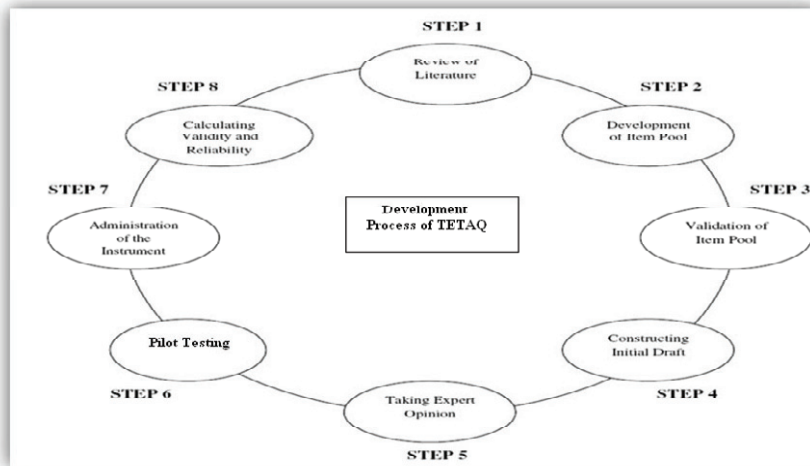 STEP 1
Review of
Literature
STEP 2
Development
of Item Pool
STEP 3
Validation of
Item Pool
STEP 4
Constructing
Initial Draft
STEP 5
Taking Expert
Opinion
STEP 6
Pilot Testing
STEP 7
Administration
of the
Instrument
STEP 8
Calculating
Validity and
Reliability
Development
Process of TETAQ